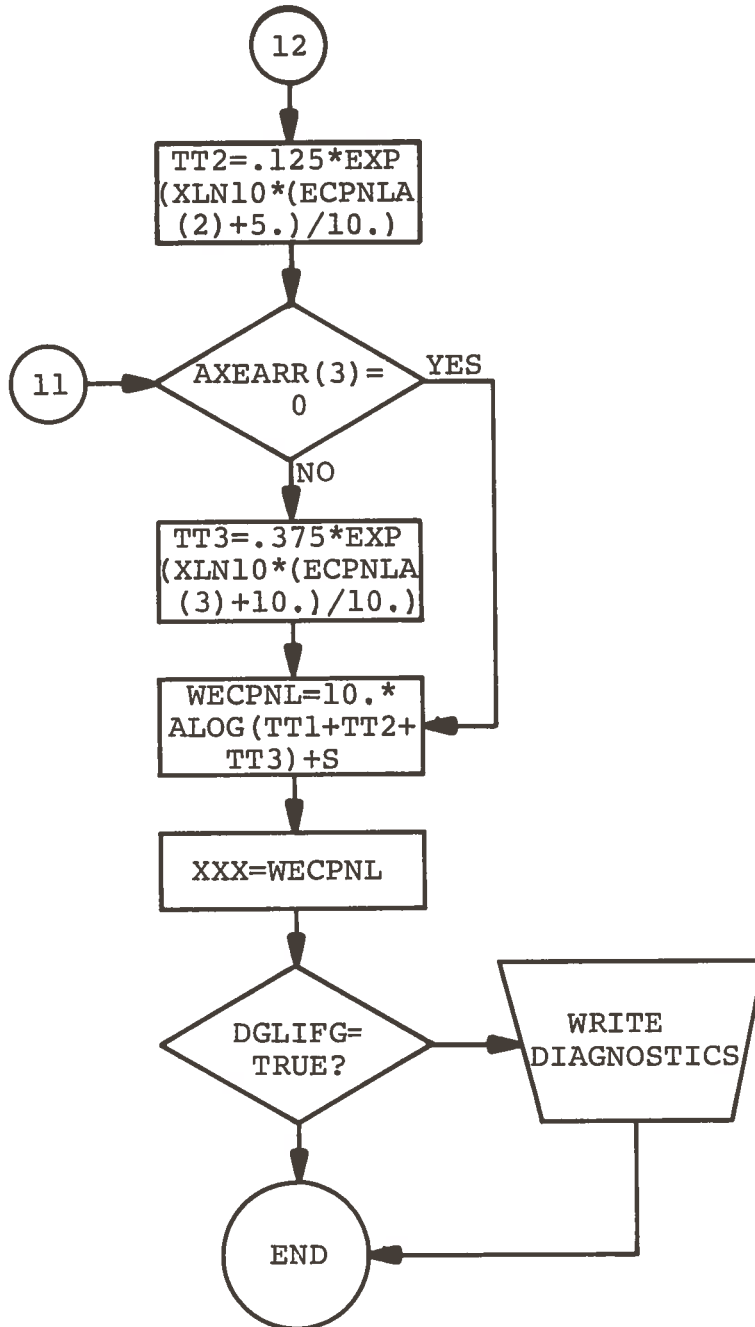 12
TT2=.125*EXP
(XLN10*(ECPNLA
(2)+5.)/10.)
11
AXEARR(3)=
0
YES
NO
TT3=.375*EXP
(XLN10*(ECPNLA
(3)+10.)/10.)
WECPNL=10.*
ALOG(TT1+TT2+
TT3)+S
XXX=WECPNL
DGLIFG=
TRUE?
WRITE
DIAGNOSTICS
END